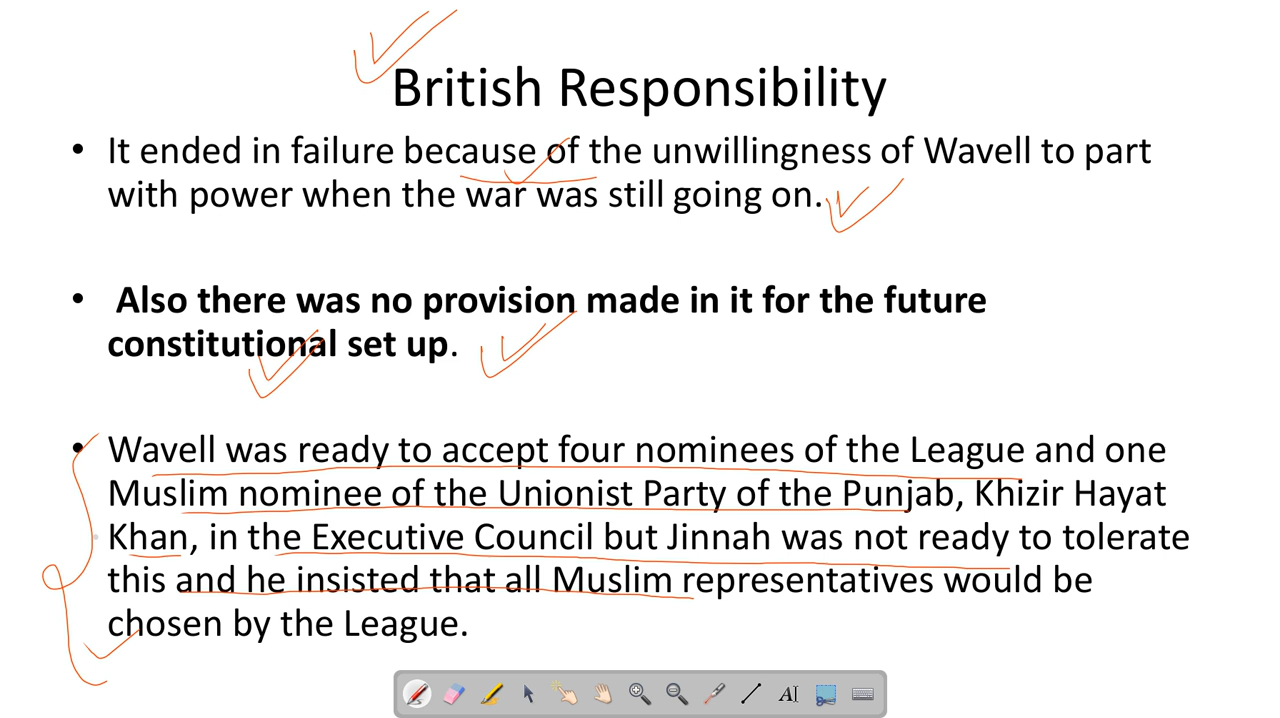 British Responsibility
• It ended in failure because of the unwillingness of Wavell to part
with power when the war was still going on.
• Also there was no provision made in it for the future
constitutional set up.
• Wavell was ready to accept four nominees of the League and one
Muslim nominee of the Unionist Party of the Punjab, Khizir Hayat
Khan, in the Executive Council but Jinnah was not ready to tolerate
this and he insisted that all Muslim representatives would be
chosen by the League.